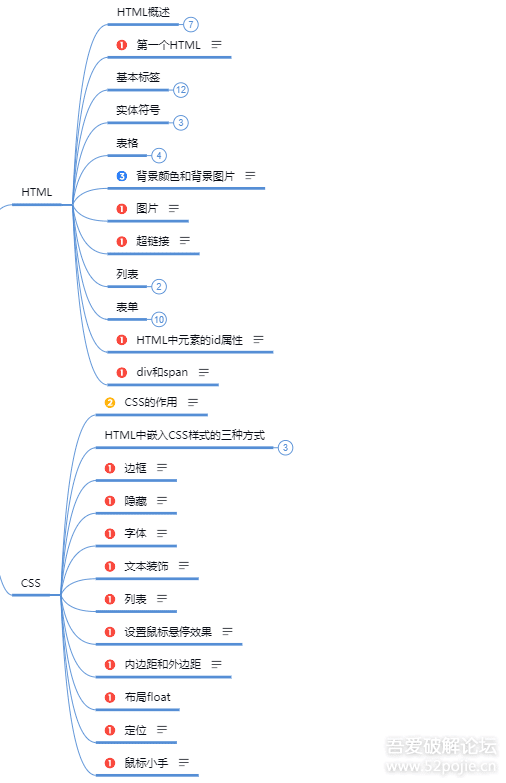 HTML概述
7
1 第一个HTML
基本标签
12
实体符号
3
表格
4
3 背景颜色和背景图片
HTML
1 图片
1 超链接
列表
2
表单
10
1 HTML中元素的id属性
1 div和span
2 CSS的作用
HTML中嵌入CSS样式的三种方式
3
1 边框
1 隐藏
1 字体
1 文本装饰
CSS
1 列表
1 设置鼠标悬停效果
1 内边距和外边距
1 布局float
1 定位
1 鼠标小手
吾爱破解论坛
www.52pojie.cn